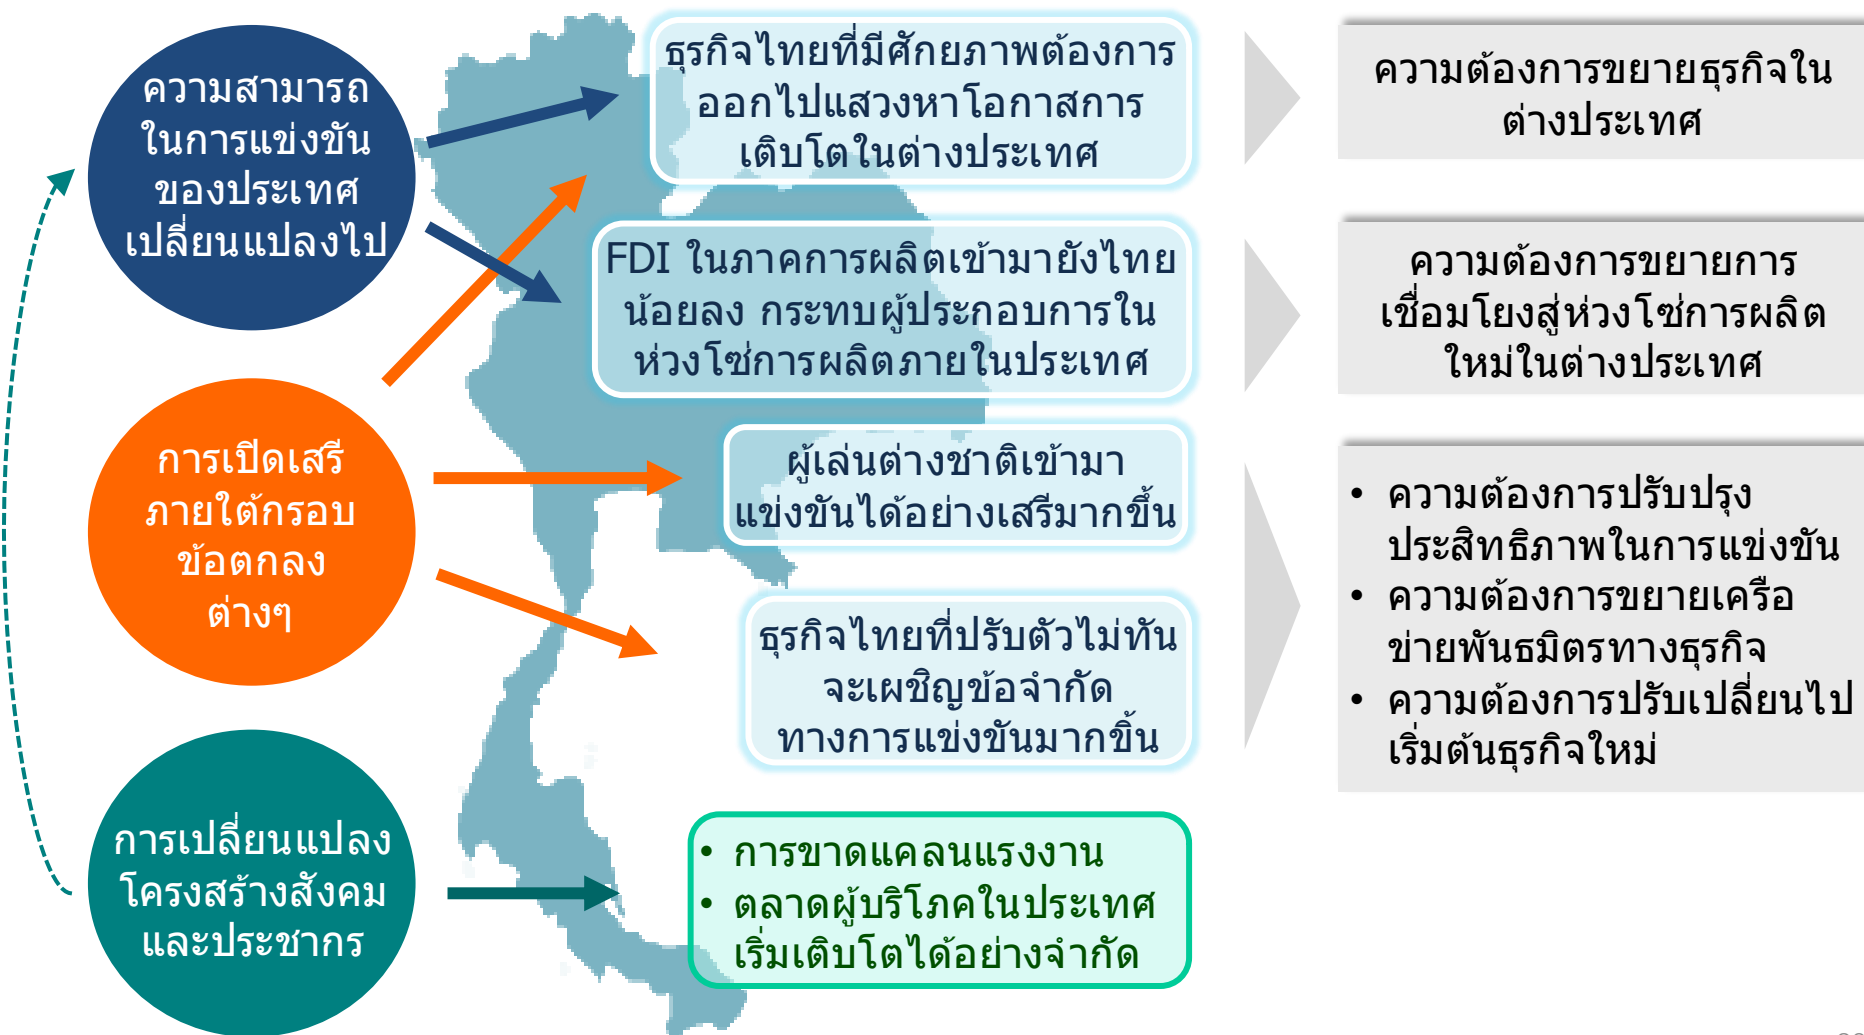 ความสามารถ
ในการแข่งขัน
ของประเทศ
เปลี่ยนแปลงไป
ธุรกิจไทยที่มีศักยภาพต้องการ
ออกไปแสวงหาโอกาสการ
เติบโตในต่างประเทศ
ความต้องการขยายธุรกิจใน
ต่างประเทศ
FDI ในภาคการผลิตเข้ามายังไทย
น้อยลง กระทบผู้ประกอบการใน
ห่วงโซ่การผลิตภายในประเทศ
ความต้องการขยายการ
เชื่อมโยงสู่ห่วงโซ่การผลิต
ใหม่ในต่างประเทศ
การเปิดเสรี
ภายใต้กรอบ
ข้อตกลง
ต่างๆ
ผู้เล่นต่างชาติเข้ามา
แข่งขันได้อย่างเสรีมากขึ้น
ธุรกิจไทยที่ปรับตัวไม่ทัน
จะเผชิญข้อจำกัด
ทางการแข่งขันมากขึ้น
• ความต้องการปรับปรุง
ประสิทธิภาพในการแข่งขัน
• ความต้องการขยายเครือ
ข่ายพันธมิตรทางธุรกิจ
• ความต้องการปรับเปลี่ยนไป
เริ่มต้นธุรกิจใหม่
การเปลี่ยนแปลง
โครงสร้างสังคม
และประชากร
• การขาดแคลนแรงงาน
• ตลาดผู้บริโภคในประเทศ
เริ่มเติบโตได้อย่างจำกัด